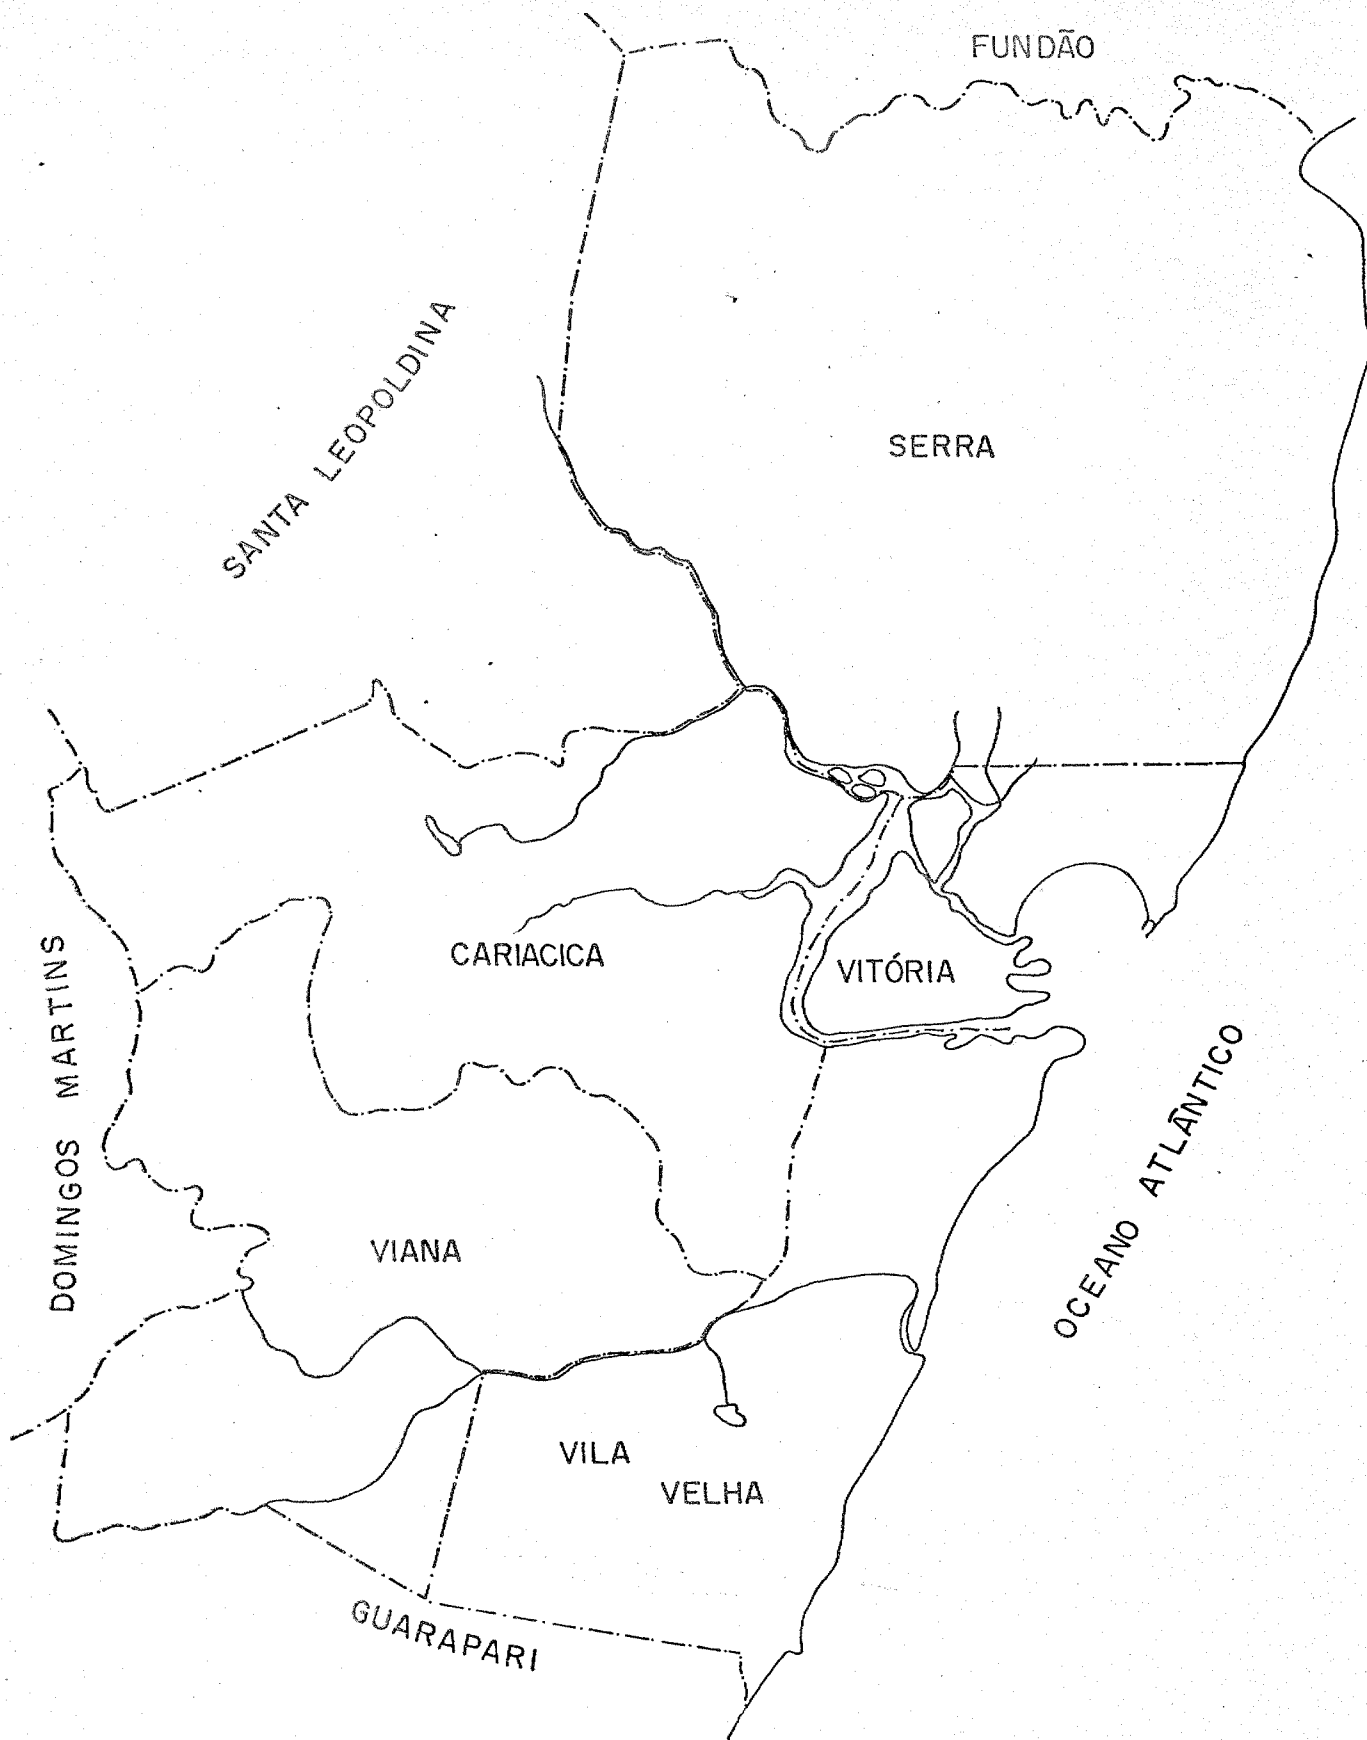 FUNDÃO
SANTA LEOPOLDINA
SERRA
CARIACICA
VITÓRIA
DOMINGOS MARTINS
OCEANO ATLÂNTICO
VIANA
VILA
VELHA
GUARAPARI